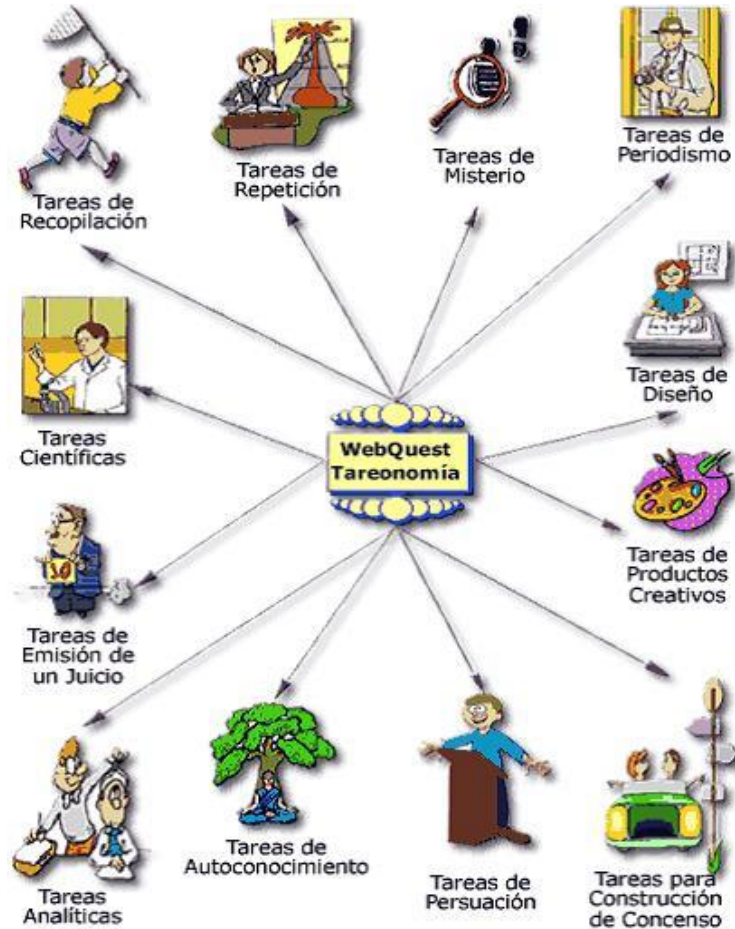 Tareas de
Recopilación
Tareas de
Repetición
Tareas de
Misterio
Tareas de
Periodismo
Tareas
Científicas
WebQuest
Tareonomía
Tareas de
Diseño
Tareas de
Productos
Creativos
Tareas de
Emisión de
un Juicio
Tareas
Analíticas
Tareas de
Autoconocimiento
Tareas de
Persuación
Tareas para
Construcción
de Concenso